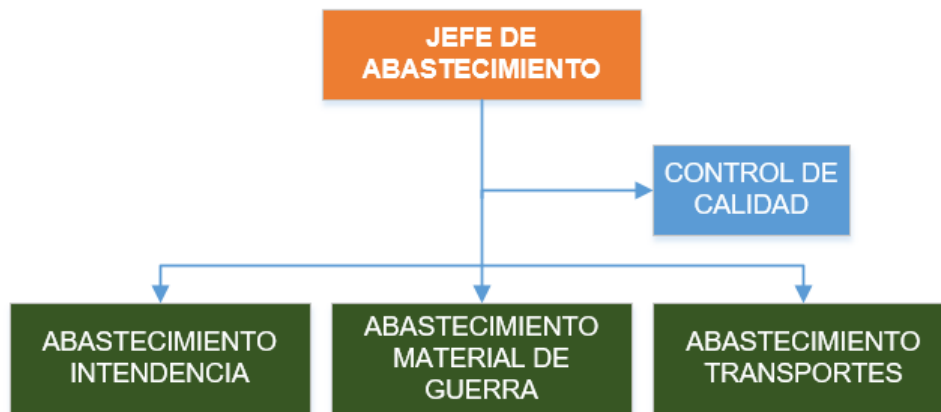 JEFE DE
ABASTECIMIENTO
CONTROL DE
CALIDAD
ABASTECIMIENTO
INTENDENCIA
ABASTECIMIENTO
MATERIAL DE
GUERRA
ABASTECIMIENTO
TRANSPORTES